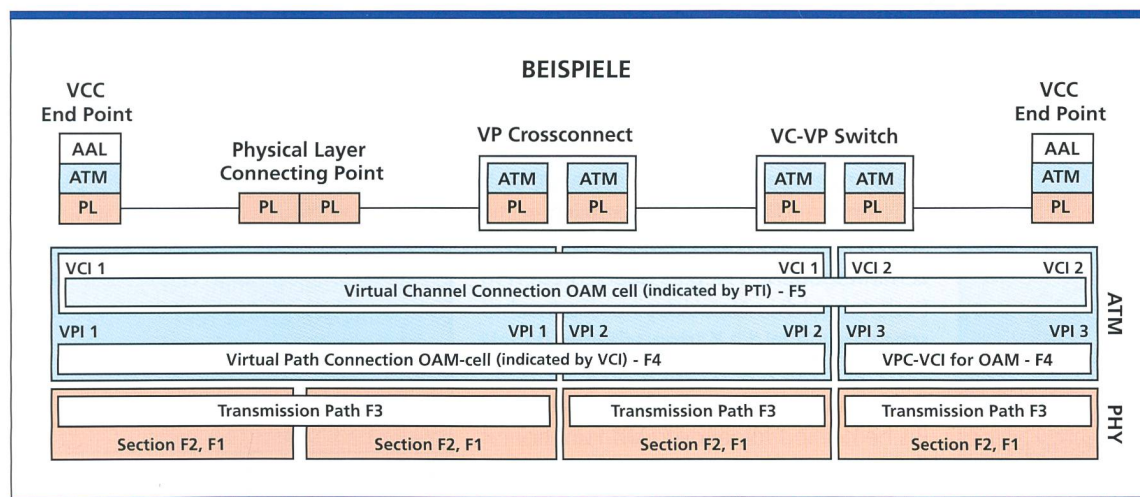 BEISPIELE
VCC
End Point
AAL
ATM
PL
Physical Layer
Connecting Point
PL PL
VP Crossconnect
ATM ATM
PL PL
VC-VP Switch
ATM ATM
PL PL
VCC
End Point
AAL
ATM
PL
VCI 1 VCI 1 VCI 2 VCI 2
Virtual Channel Connection OAM cell (indicated by PTI) - F5
VPI 1 VPI 1 VPI 2 VPI 2 VPI 3 VPI 3
Virtual Path Connection OAM-cell (indicated by VCI) - F4 VPC-VCI for OAM - F4
ATM
Transmission Path F3 Transmission Path F3 Transmission Path F3
Section F2, F1 Section F2, F1 Section F2, F1 Section F2, F1
PHY